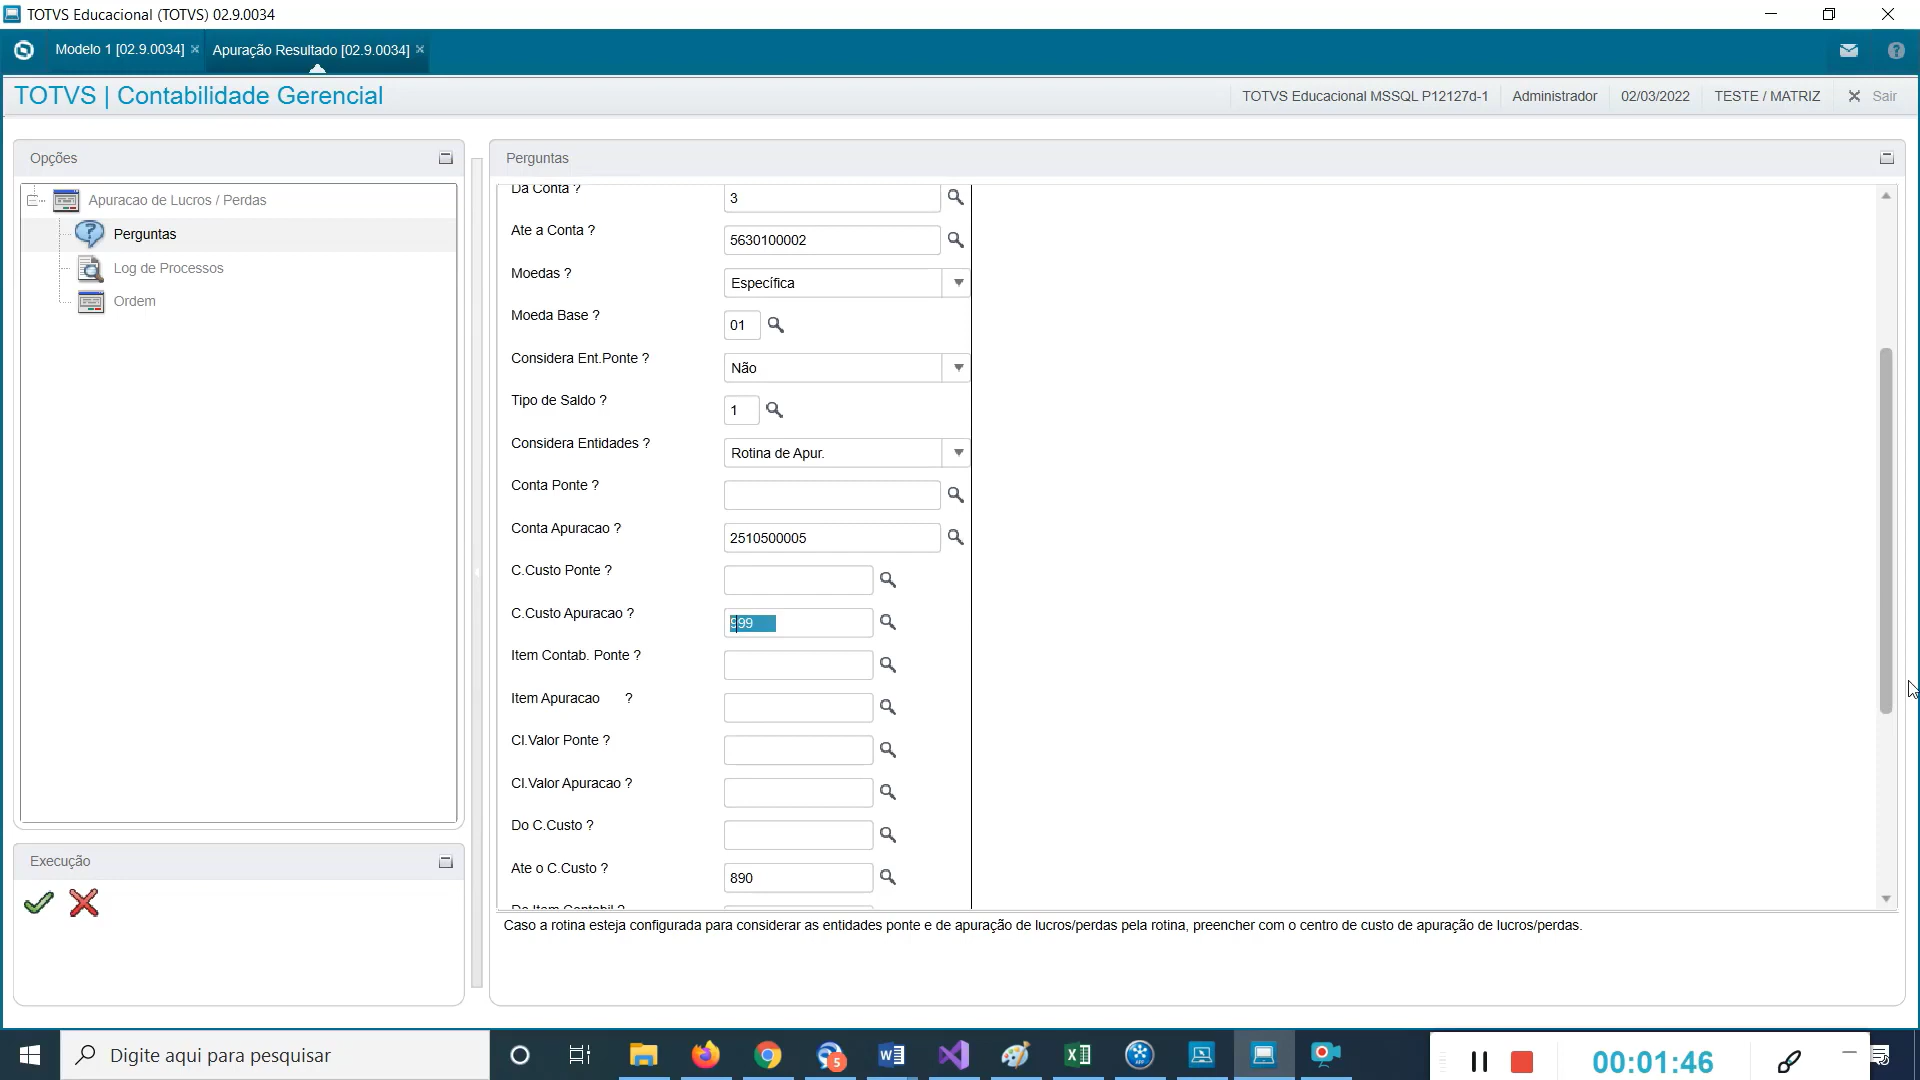 TOTVS Educacional (TOTVS) 02.9.0034
Modelo 1 [02.9.0034]
Apuração Resultado [02.9.0034]
TOTVS | Contabilidade Gerencial
TOTVS Educacional MSSQL P12127d-1
Administrador
02/03/2022
TESTE / MATRIZ
Sair
Opções
Apuracao de Lucros / Perdas
Perguntas
Log de Processos
Ordem
Execução
Perguntas
Da Conta ? 3
Ate a Conta ? 5630100002
Moedas ? Específica
Moeda Base ? 01
Considera Ent.Ponte ? Não
Tipo de Saldo ? 1
Considera Entidades ? Rotina de Apur.
Conta Ponte ?
Conta Apuracao ? 2510500005
C.Custo Ponte ?
C.Custo Apuracao ? 999
Item Contab. Ponte ?
Item Apuracao ?
Cl.Valor Ponte ?
Cl.Valor Apuracao ?
Do C.Custo ?
Ate o C.Custo ? 890
Do Item Contabil ?
Caso a rotina esteja configurada para considerar as entidades ponte e de apuração de lucros/perdas pela rotina, preencher com o centro de custo de apuração de lucros/perdas.
Digite aqui para pesquisar
5
00:01:46